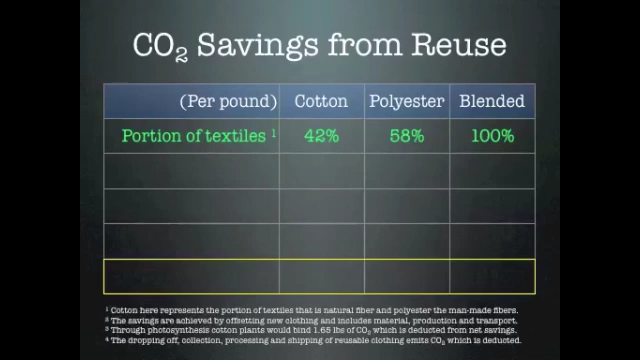 CO₂ Savings from Reuse
(Per pound) Cotton Polyester Blended
Portion of textiles ¹ 42% 58% 100%
¹ Cotton here represents the portion of textiles that is natural fiber and polyester the man-made fibers.
² The savings are achieved by offsetting new clothing and includes material, production and transport.
³ Through photosynthesis cotton plants would bind 1.65 lbs of CO₂ which is deducted from net savings.
⁴ The dropping off, collection, processing and shipping of reusable clothing emits CO₂ which is deducted.